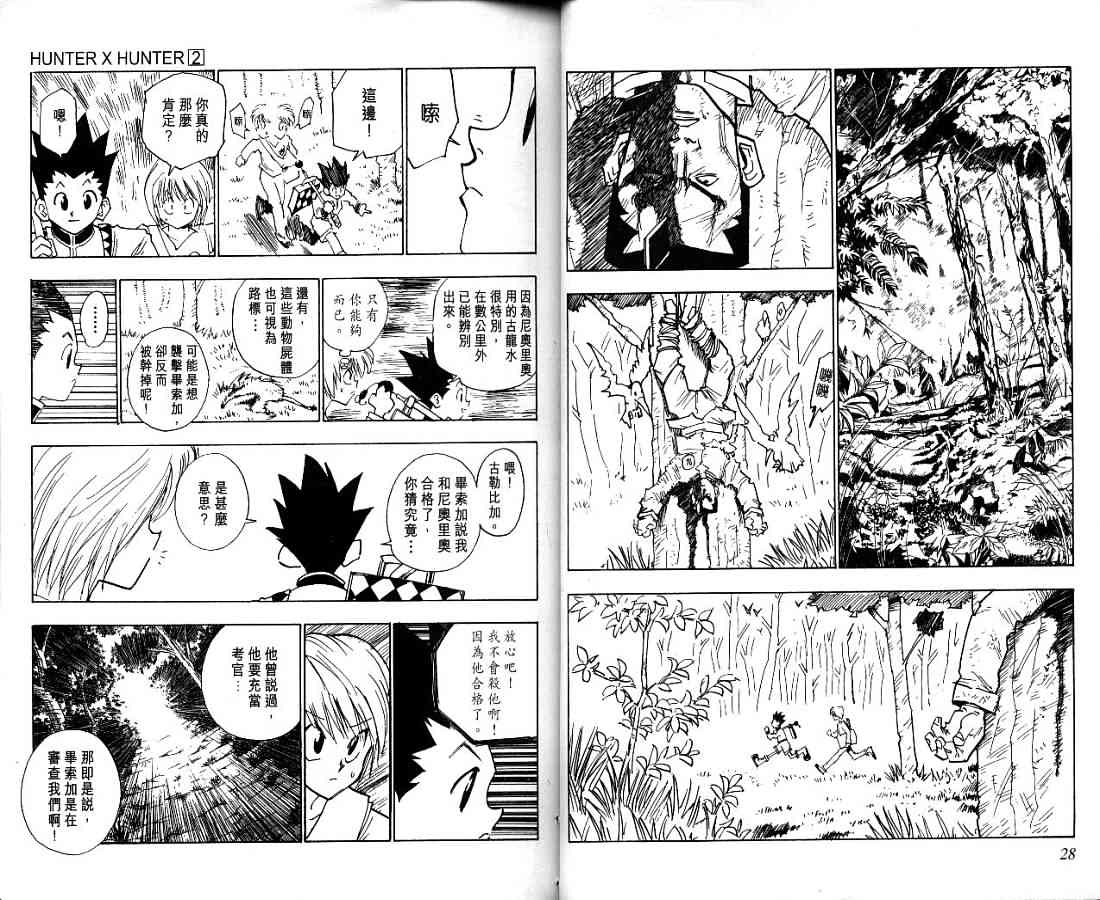 HUNTER X HUNTER 2
嗦
這邊！
嗦
嗦
你真的
那麼
肯定？
嗯！
因為尼奧里奧
用的古龍水
很特別，
在數公里外
已能辨別
出來。
只有
你能夠
而已。
還有，
這些動物屍體
也可視為
路標…
可能是想
襲擊畢索加，
卻反而
被幹掉呢！
……
喂！
古勒比加。
畢索加說我
和尼奧里奧
合格了，
你猜究竟…
是甚麼
意思？
放心吧！
我不會殺他啊！
因為他合格了。
他曾說過，
他要充當
考官…
那即是說，
畢索加是在
審查我們啊！
28